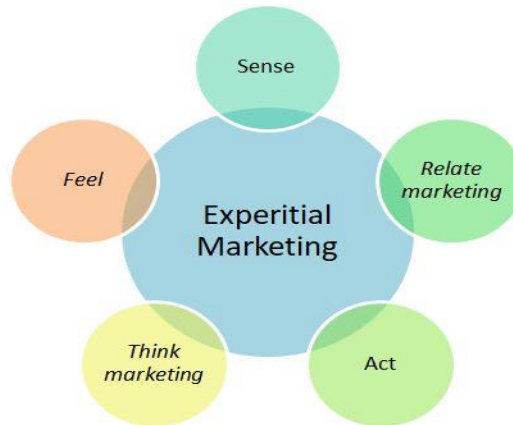 Sense
Feel
Relate
marketing
Experitial
Marketing
Think
marketing
Act